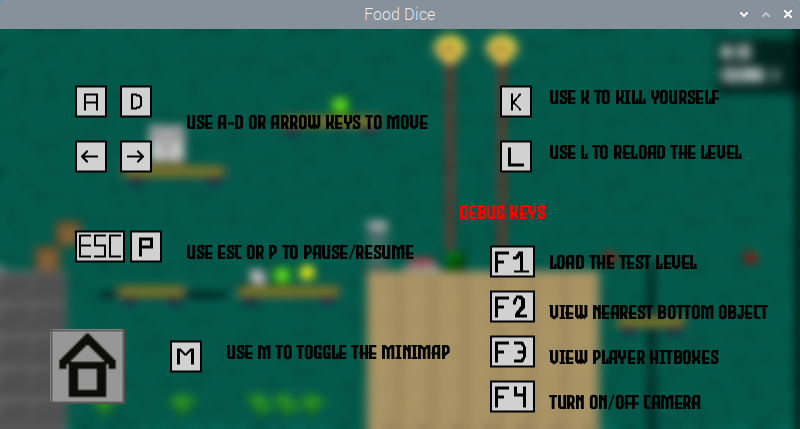 Food Dice
A D
← →
USE A-D OR ARROW KEYS TO MOVE
ESC P
USE ESC OR P TO PAUSE/RESUME
M
USE M TO TOGGLE THE MINIMAP
K
USE K TO KILL YOURSELF
L
USE L TO RELOAD THE LEVEL
DEBUG KEYS
F1
LOAD THE TEST LEVEL
F2
VIEW NEAREST BOTTOM OBJECT
F3
VIEW PLAYER HITBOXES
F4
TURN ON/OFF CAMERA